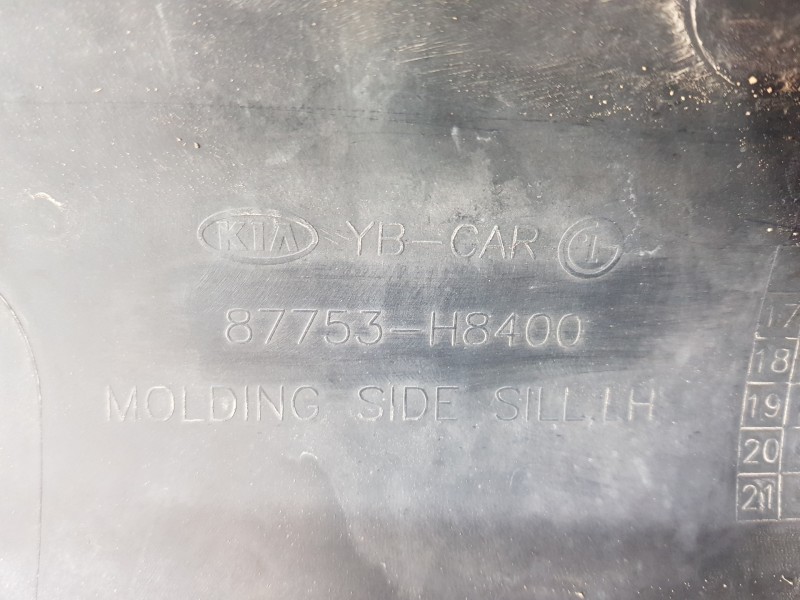 KIA YB-CAR
87753-H8400
MOLDING SIDE SILL,LH
17
18
19
20
21